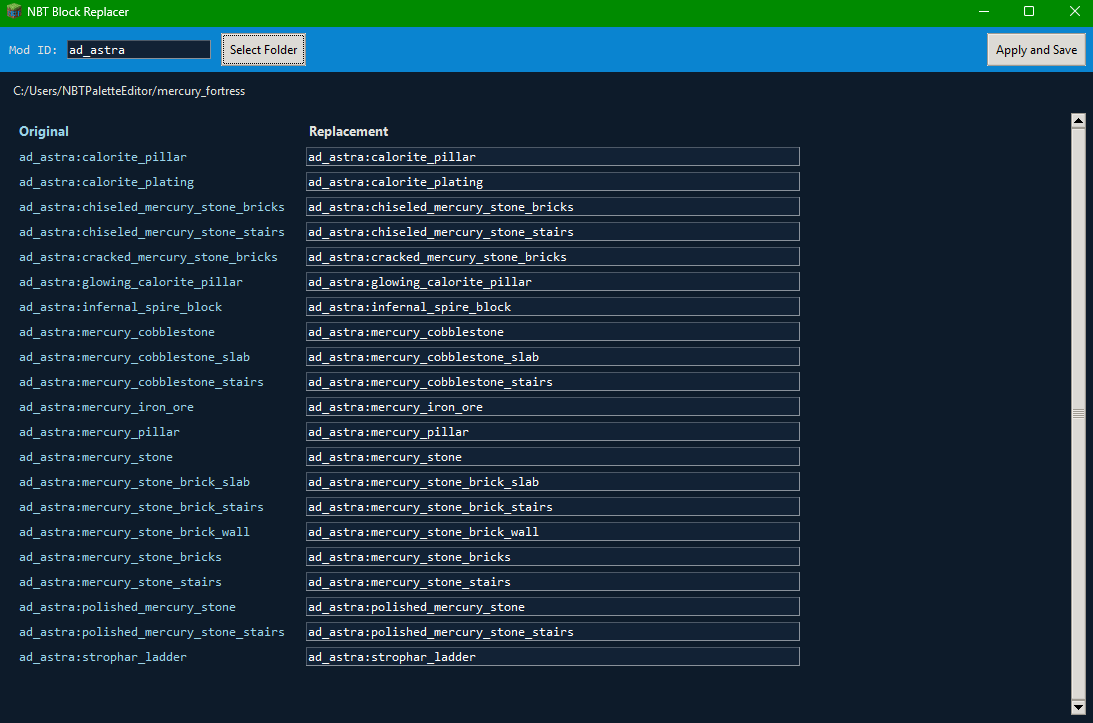 NBT Block Replacer
Mod ID: ad_astra Select Folder Apply and Save
C:/Users/NBTPaletteEditor/mercury_fortress
Original Replacement
ad_astra:calorite_pillar ad_astra:calorite_pillar
ad_astra:calorite_plating ad_astra:calorite_plating
ad_astra:chiseled_mercury_stone_bricks ad_astra:chiseled_mercury_stone_bricks
ad_astra:chiseled_mercury_stone_stairs ad_astra:chiseled_mercury_stone_stairs
ad_astra:cracked_mercury_stone_bricks ad_astra:cracked_mercury_stone_bricks
ad_astra:glowing_calorite_pillar ad_astra:glowing_calorite_pillar
ad_astra:infernal_spire_block ad_astra:infernal_spire_block
ad_astra:mercury_cobblestone ad_astra:mercury_cobblestone
ad_astra:mercury_cobblestone_slab ad_astra:mercury_cobblestone_slab
ad_astra:mercury_cobblestone_stairs ad_astra:mercury_cobblestone_stairs
ad_astra:mercury_iron_ore ad_astra:mercury_iron_ore
ad_astra:mercury_pillar ad_astra:mercury_pillar
ad_astra:mercury_stone ad_astra:mercury_stone
ad_astra:mercury_stone_brick_slab ad_astra:mercury_stone_brick_slab
ad_astra:mercury_stone_brick_stairs ad_astra:mercury_stone_brick_stairs
ad_astra:mercury_stone_brick_wall ad_astra:mercury_stone_brick_wall
ad_astra:mercury_stone_bricks ad_astra:mercury_stone_bricks
ad_astra:mercury_stone_stairs ad_astra:mercury_stone_stairs
ad_astra:polished_mercury_stone ad_astra:polished_mercury_stone
ad_astra:polished_mercury_stone_stairs ad_astra:polished_mercury_stone_stairs
ad_astra:strophar_ladder ad_astra:strophar_ladder